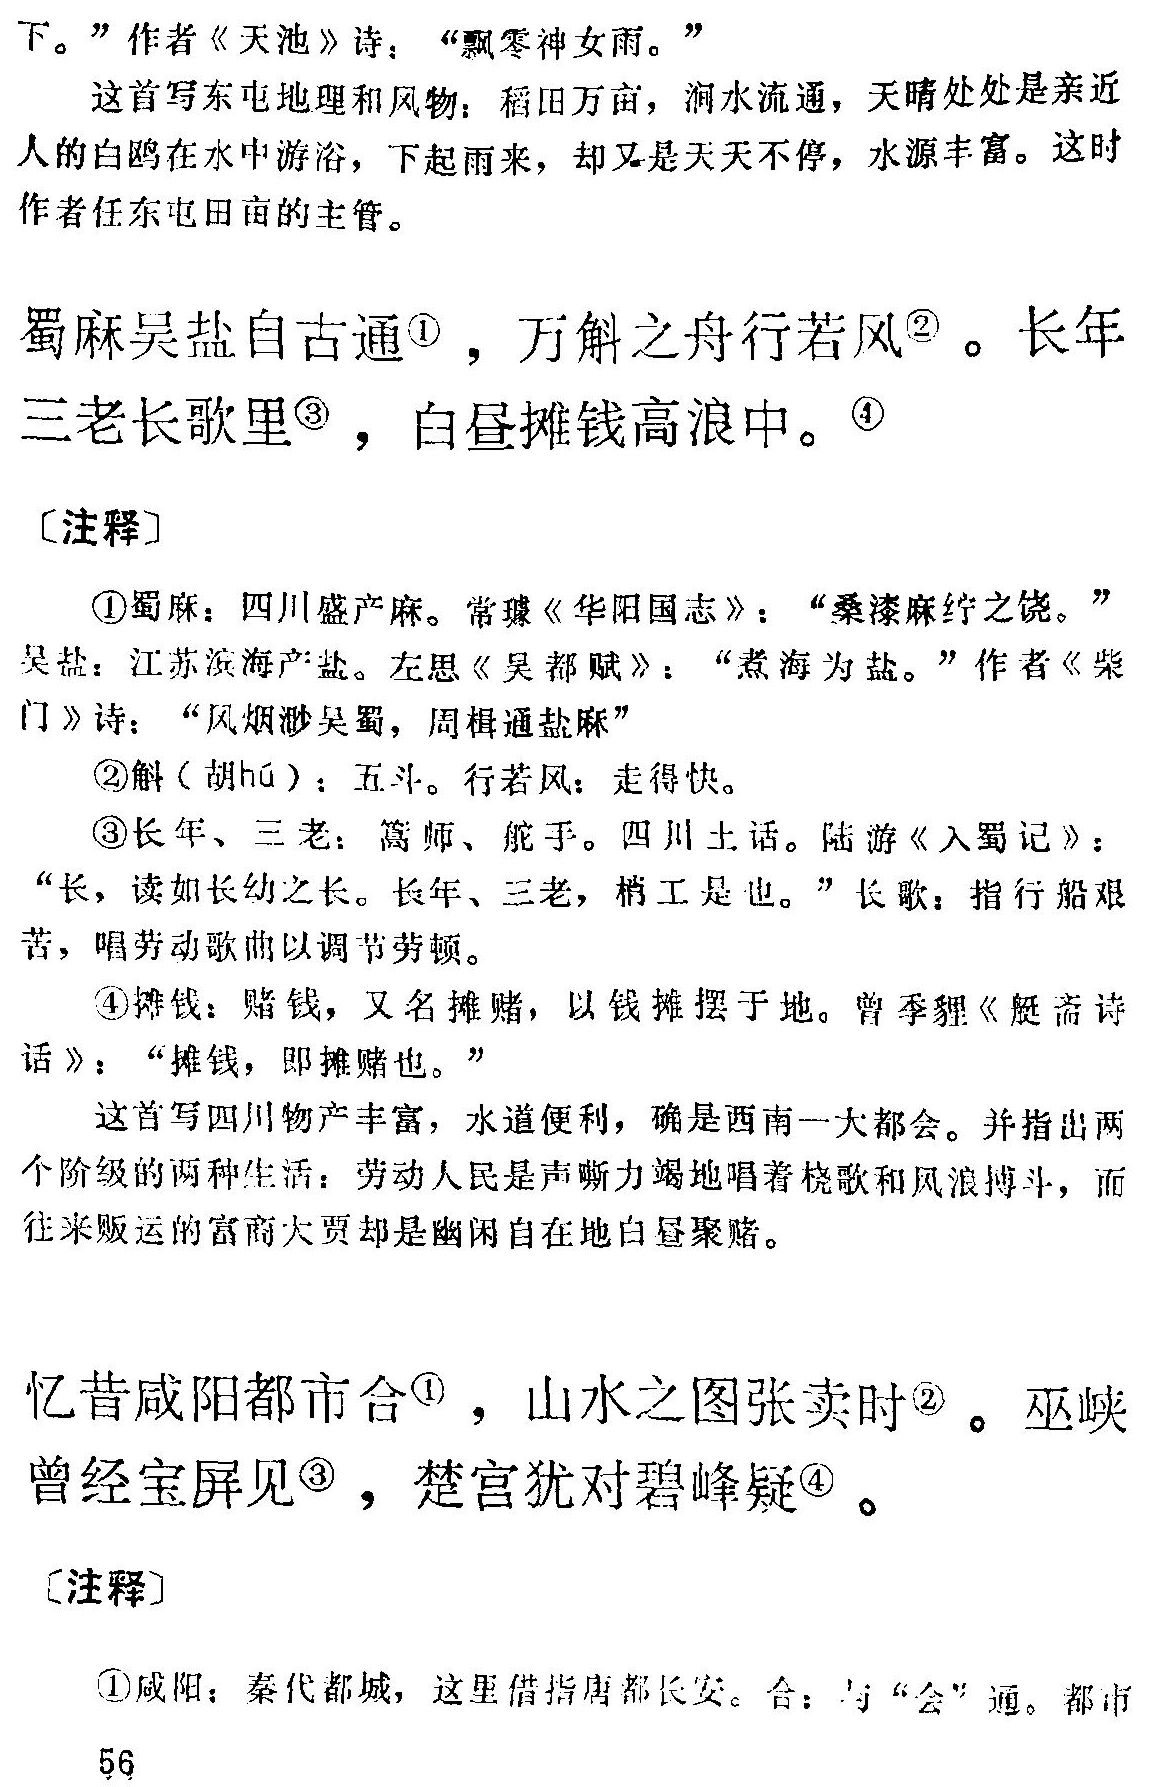 下。”作者《天池》诗：“飘零神女雨。”
这首写东屯地理和风物：稻田万亩，涧水流通，天晴处处是亲近
人的白鸥在水中游浴，下起雨来，却又是天天不停，水源丰富。这时
作者任东屯田亩的主管。
蜀麻吴盐自古通①，万斛之舟行若风②。长年
三老长歌里③，白昼摊钱高浪中。④
〔注释〕
①蜀麻：四川盛产麻。常璩《华阳国志》：“桑漆麻纻之饶。”
吴盐：江苏滨海产盐。左思《吴都赋》：“煮海为盐。”作者《柴
门》诗：“风烟渺吴蜀，周楫通盐麻”
②斛（胡hú）：五斗。行若风：走得快。
③长年、三老：篙师、舵手。四川土话。陆游《入蜀记》：
“长，读如长幼之长。长年、三老，梢工是也。”长歌：指行船艰
苦，唱劳动歌曲以调节劳顿。
④摊钱：赌钱，又名摊赌，以钱摊摆于地。曾季貍《艇斋诗
话》：“摊钱，即摊赌也。”
这首写四川物产丰富，水道便利，确是西南一大都会。并指出两
个阶级的两种生活：劳动人民是声嘶力竭地唱着桡歌和风浪搏斗，而
往来贩运的富商大贾却是幽闲自在地白昼聚赌。
忆昔咸阳都市合①，山水之图张卖时②。巫峡
曾经宝屏见③，楚宫犹对碧峰疑④。
〔注释〕
①咸阳：秦代都城，这里借指唐都长安。合：与“会”通。都市
56